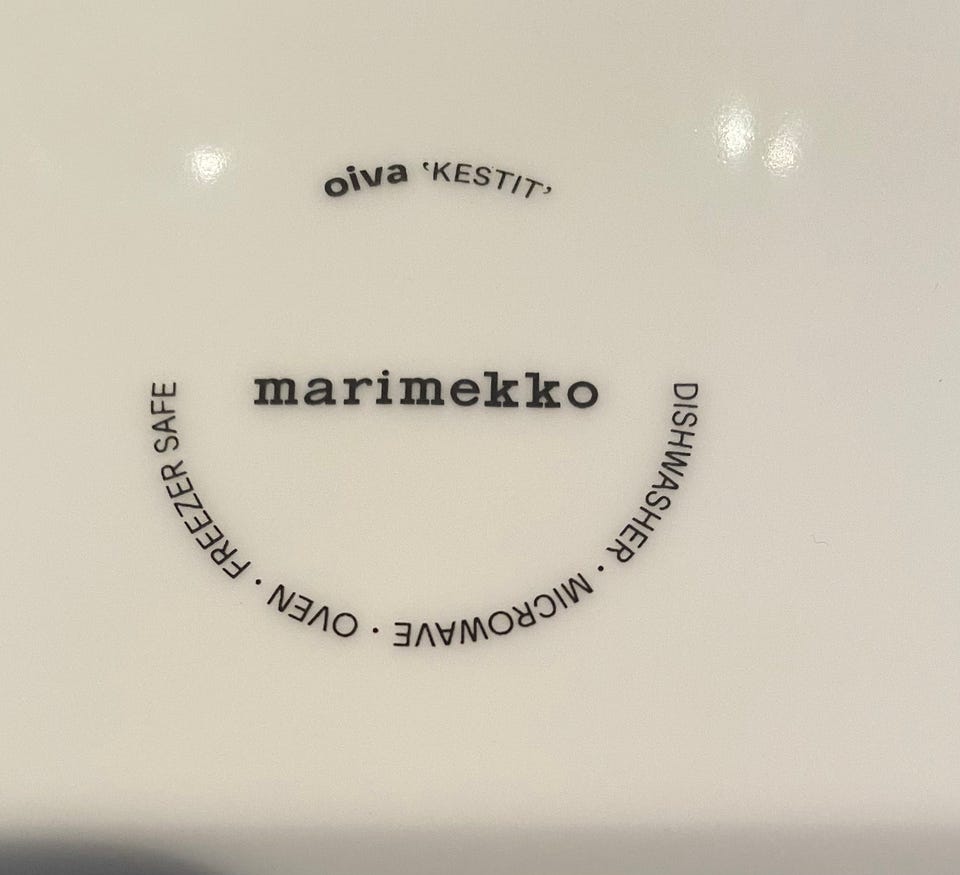 oiva ‘KESTIT’
marimekko
DISHWASHER · MICROWAVE · OVEN · FREEZER SAFE